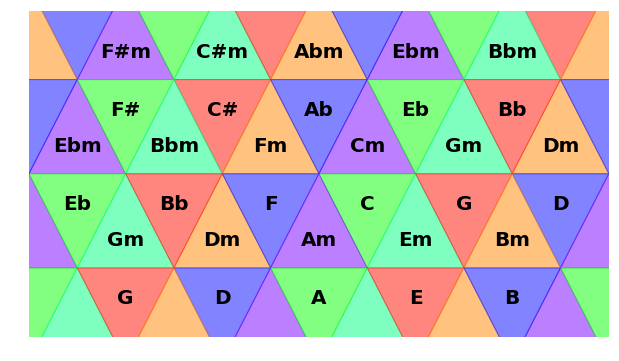 F#m C#m Abm Ebm Bbm
F# C# Ab Eb Bb
Ebm Bbm Fm Cm Gm Dm
Eb Bb F C G D
Gm Dm Am Em Bm
G D A E B